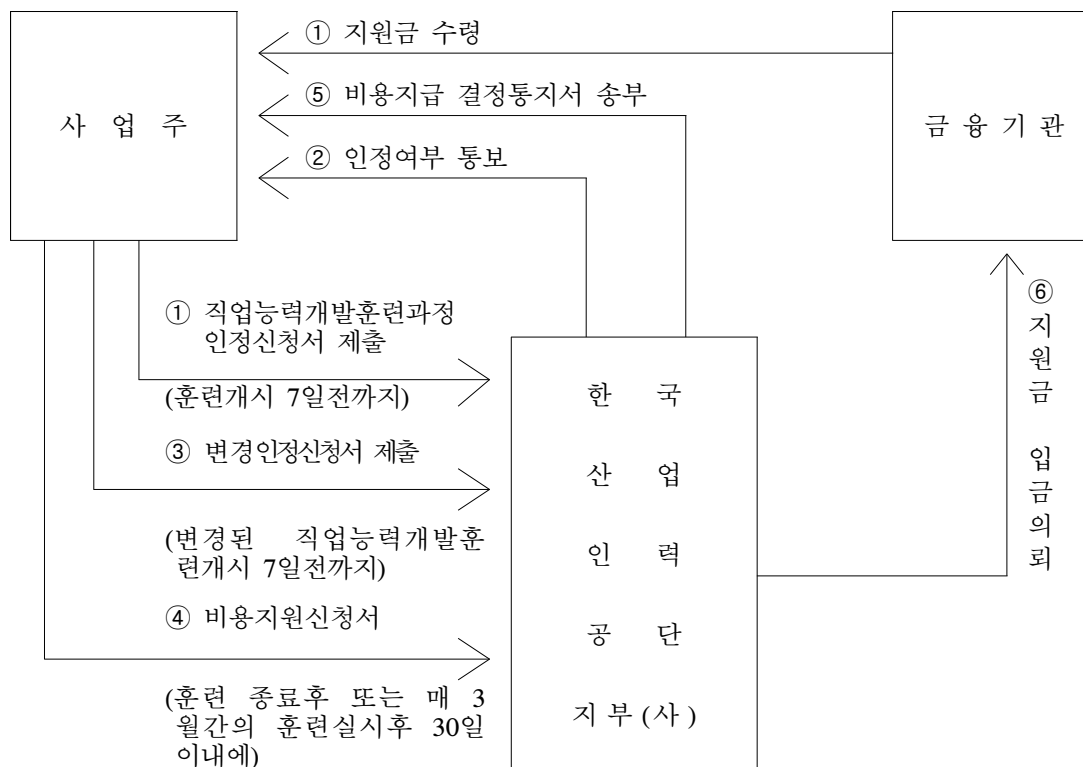 ① 지원금 수령
⑤ 비용지급 결정통지서 송부
사 업 주
금융기관
② 인정여부 통보
① 직업능력개발훈련과정
인정신청서 제출
(훈련개시 7일전까지)
③ 변경인정신청서 제출
(변경된 직업능력개발훈
련개시 7일전까지)
④ 비용지원신청서
(훈련 종료후 또는 매 3
월간의 훈련실시후 30일
이내에)
한 국
산 업
인 력
공 단
지부(사)
⑥ 지원금 입금의뢰